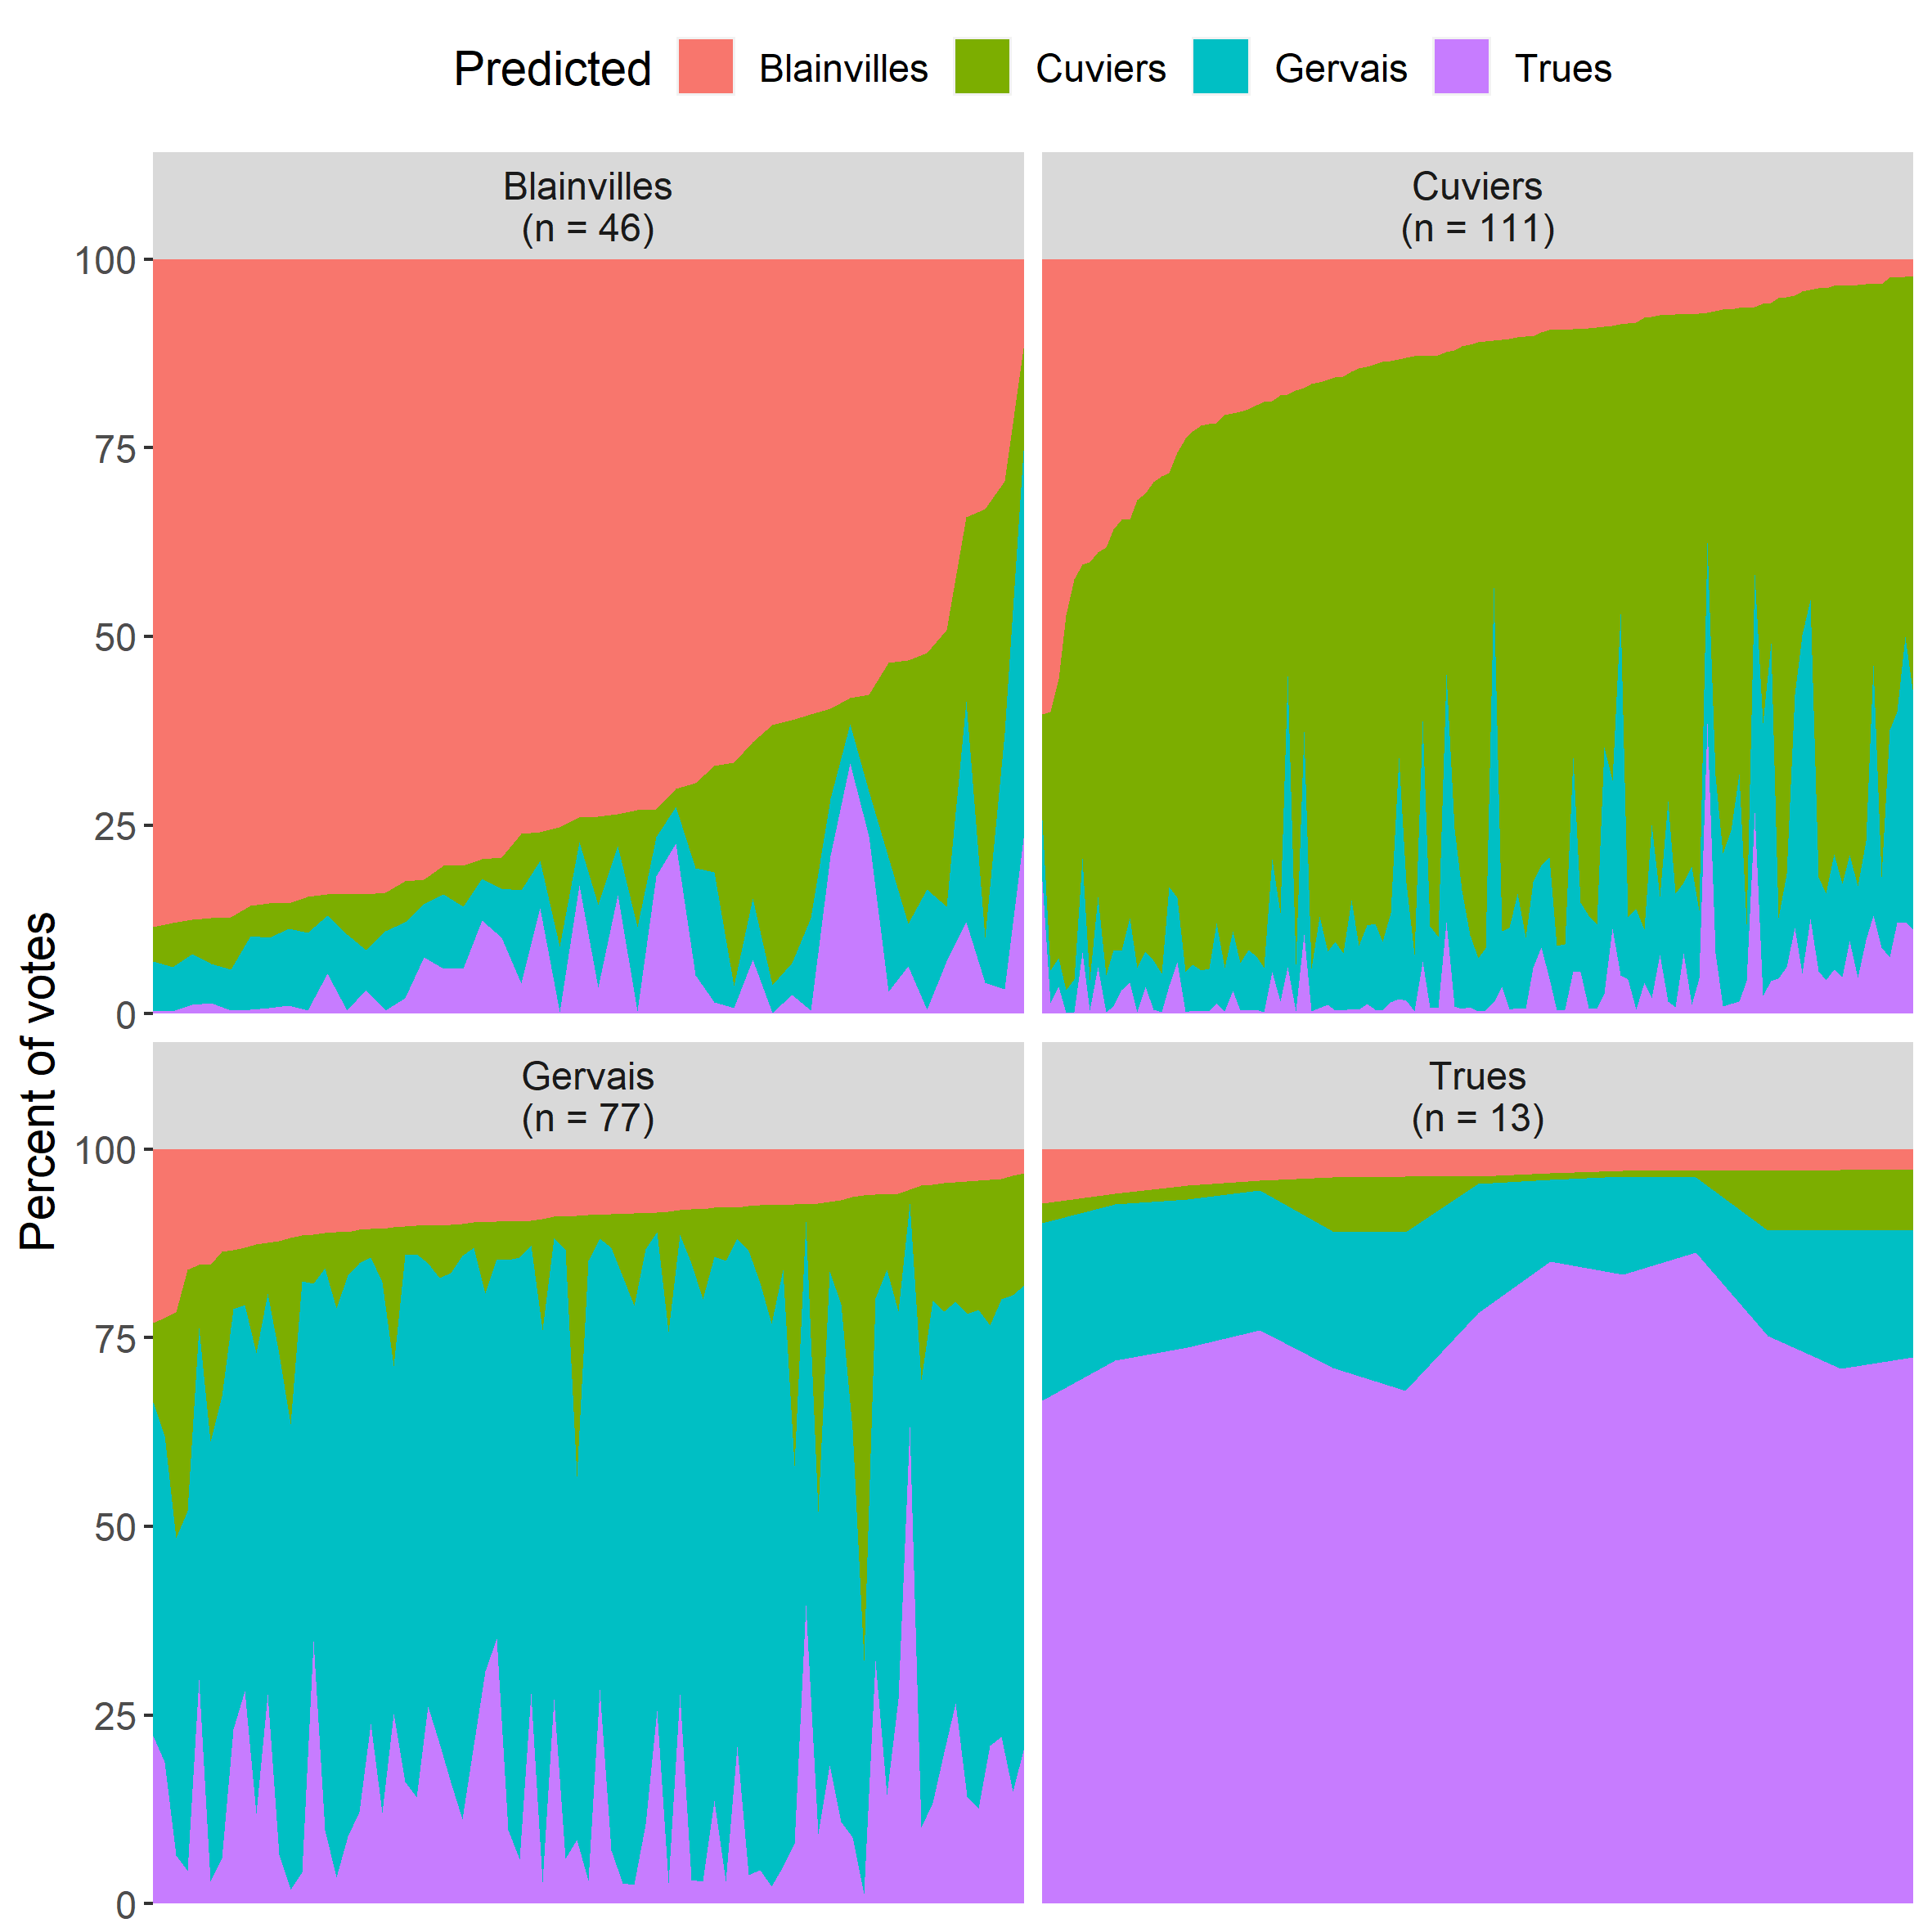 Predicted Blainvilles Cuviers Gervais Trues
Blainvilles
(n = 46)
Cuviers
(n = 111)
100
75
50
25
0
Percent of votes
Gervais
(n = 77)
Trues
(n = 13)
100
75
50
25
0